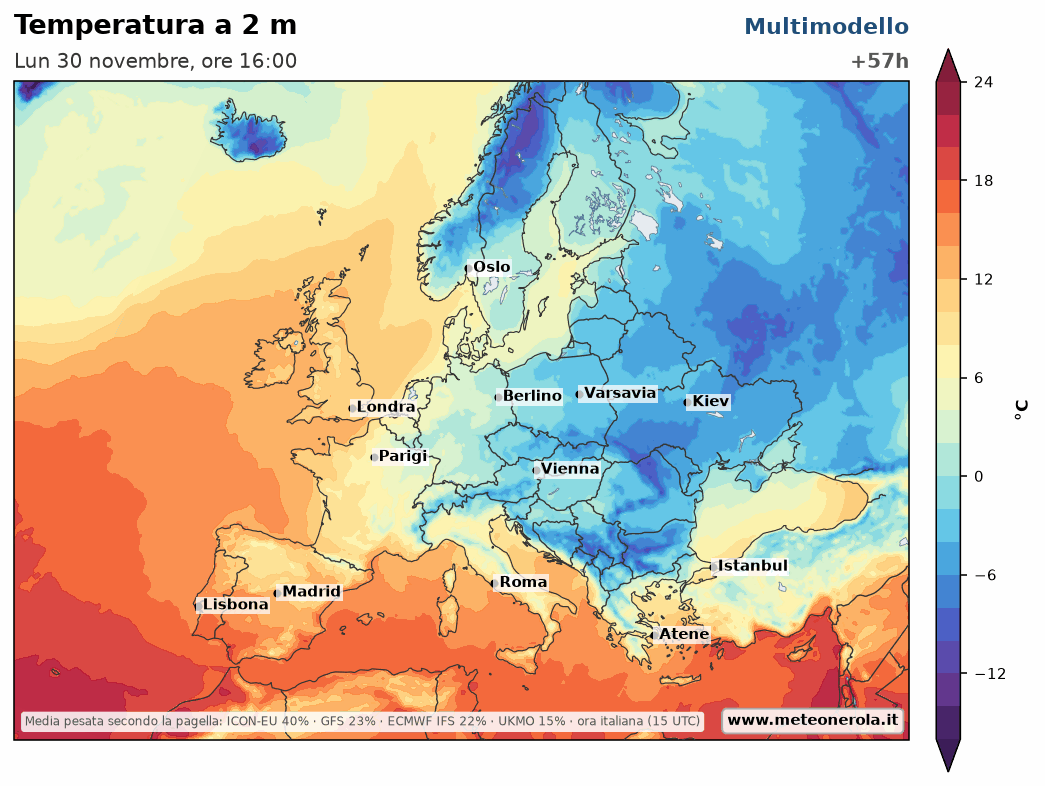 Temperatura a 2 m
Multimodello
Lun 30 novembre, ore 16:00
+57h
24
18
12
6
0
−6
−12
°C
Oslo
Berlino
Varsavia
Kiev
Londra
Parigi
Vienna
Istanbul
Roma
Madrid
Lisbona
Atene
Media pesata secondo la pagella: ICON-EU 40% · GFS 23% · ECMWF IFS 22% · UKMO 15% · ora italiana (15 UTC)
www.meteonerola.it